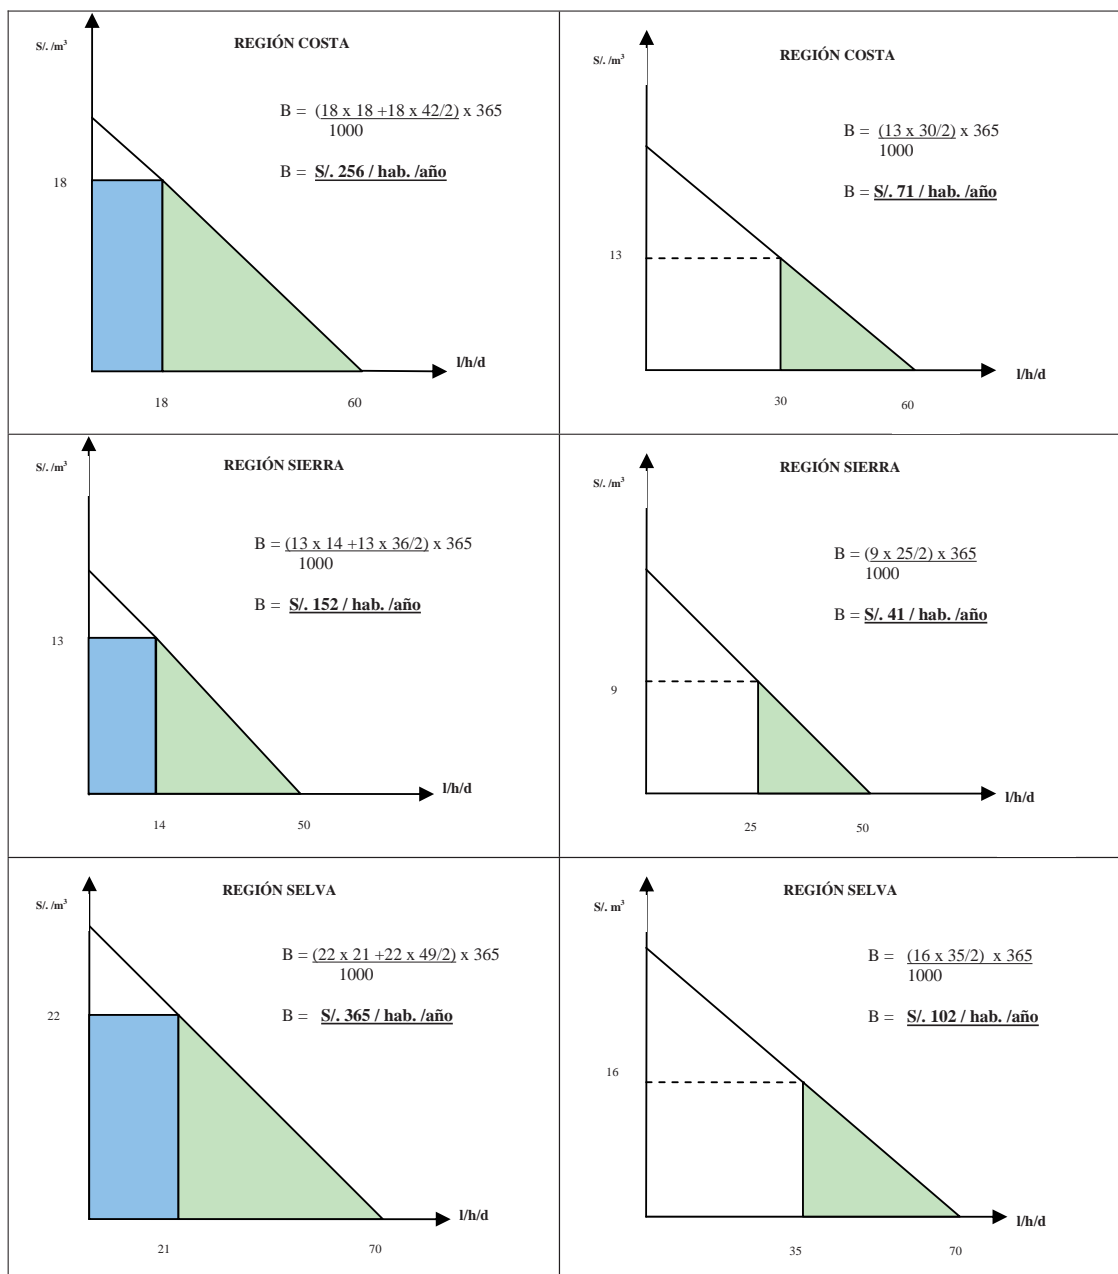 S/. /m³
REGIÓN COSTA
B = (18 x 18 +18 x 42/2) x 365
1000
B = S/. 256 / hab. /año
18
l/h/d
18
60
S/. /m³
REGIÓN COSTA
B = (13 x 30/2) x 365
1000
B = S/. 71 / hab. /año
13
l/h/d
30
60
S/. /m³
REGIÓN SIERRA
B = (13 x 14 +13 x 36/2) x 365
1000
B = S/. 152 / hab. /año
13
l/h/d
14
50
S/. /m³
REGIÓN SIERRA
B = (9 x 25/2) x 365
1000
B = S/. 41 / hab. /año
9
l/h/d
25
50
S/. /m³
REGIÓN SELVA
B = (22 x 21 +22 x 49/2) x 365
1000
B = S/. 365 / hab. /año
22
l/h/d
21
70
S/. m³
REGIÓN SELVA
B = (16 x 35/2) x 365
1000
B = S/. 102 / hab. /año
16
l/h/d
35
70